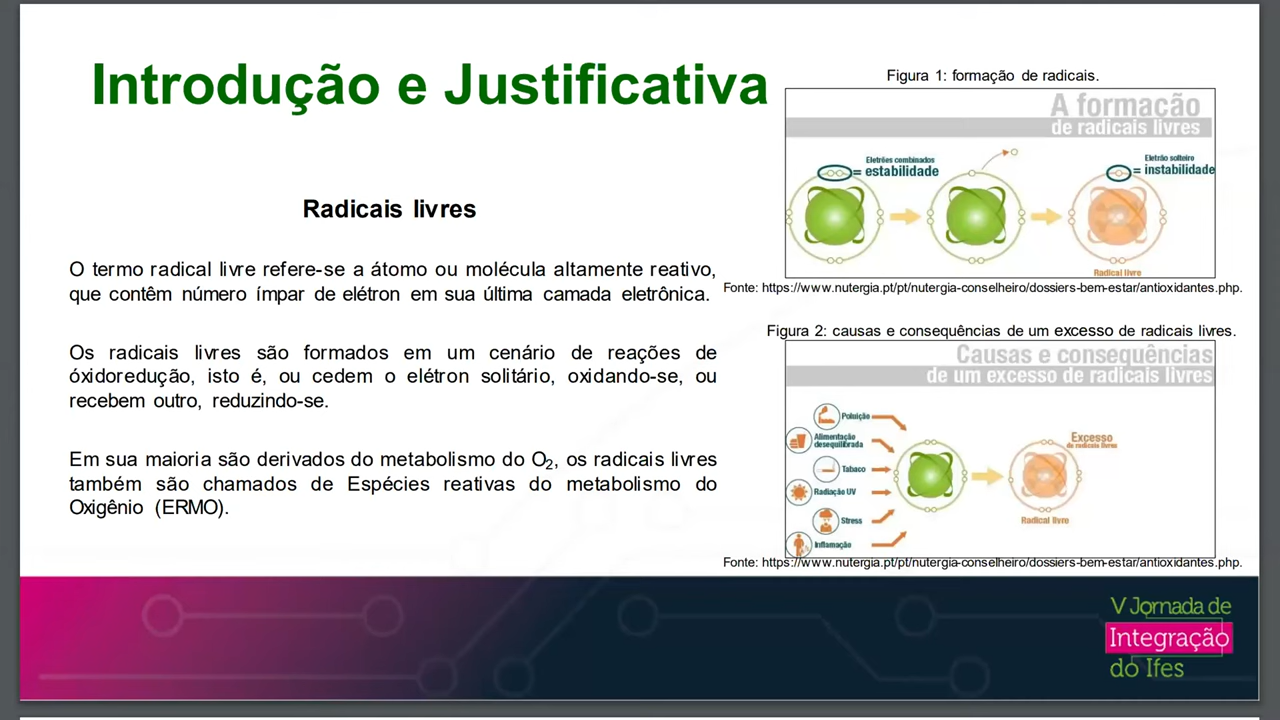 Introdução e Justificativa
Radicais livres
O termo radical livre refere-se a átomo ou molécula altamente reativo,
que contêm número ímpar de elétron em sua última camada eletrônica.
Os radicais livres são formados em um cenário de reações de
óxidoredução, isto é, ou cedem o elétron solitário, oxidando-se, ou
recebem outro, reduzindo-se.
Em sua maioria são derivados do metabolismo do O₂, os radicais livres
também são chamados de Espécies reativas do metabolismo do
Oxigênio (ERMO).
Figura 1: formação de radicais.
A formação
de radicais livres
Eletrões combinados
= estabilidade
Eletrão solteiro
= instabilidade
Radical livre
Fonte: https://www.nutergia.pt/pt/nutergia-conselheiro/dossiers-bem-estar/antioxidantes.php.
Figura 2: causas e consequências de um excesso de radicais livres.
Causas e consequências
de um excesso de radicais livres
Poluição
Alimentação
desequilibrada
Tabaco
Radiação UV
Stress
Inflamação
Excesso
de radicais livres
Radical livre
Fonte: https://www.nutergia.pt/pt/nutergia-conselheiro/dossiers-bem-estar/antioxidantes.php.
V Jornada de
Integração
do Ifes